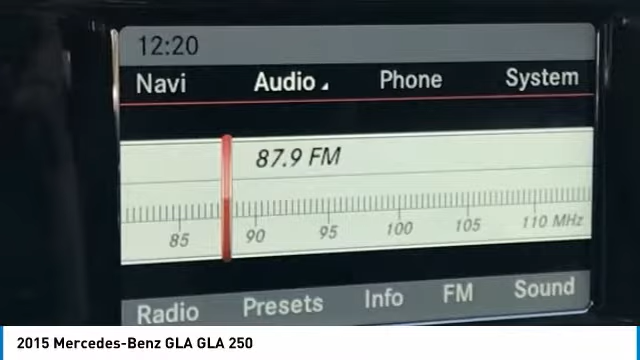 12:20
Navi Audio Phone System
87.9 FM
85 90 95 100 105 110 MHz
Radio Presets Info FM Sound
2015 Mercedes-Benz GLA GLA 250